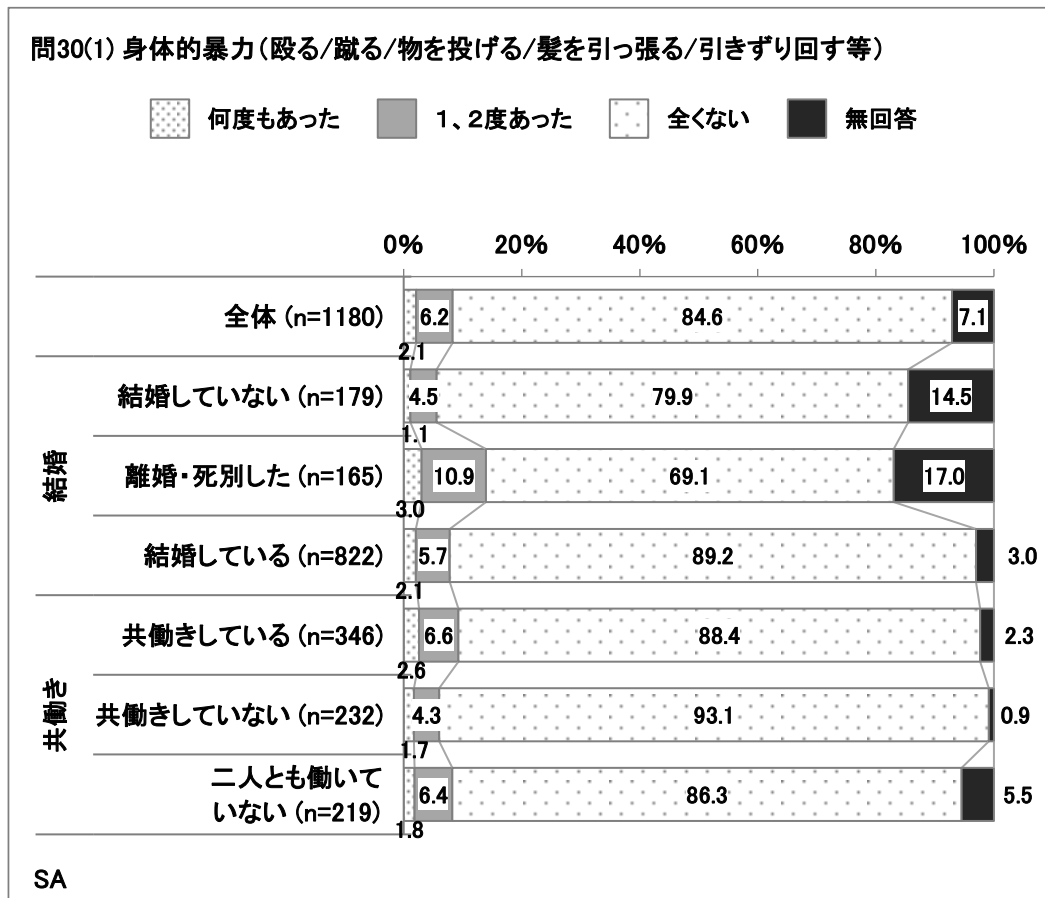 問30(1) 身体的暴力(殴る/蹴る/物を投げる/髪を引っ張る/引きずり回す等)
何度もあった 1、2度あった 全くない 無回答
0% 20% 40% 60% 80% 100%
全体 (n=1180) 6.2 84.6 7.1
2.1
結婚
結婚していない (n=179) 4.5 79.9 14.5
1.1
離婚・死別した (n=165) 10.9 69.1 17.0
3.0
結婚している (n=822) 5.7 89.2 3.0
2.1
共働き
共働きしている (n=346) 6.6 88.4 2.3
2.6
共働きしていない (n=232) 4.3 93.1 0.9
1.7
二人とも働いて
いない (n=219) 6.4 86.3 5.5
1.8
SA